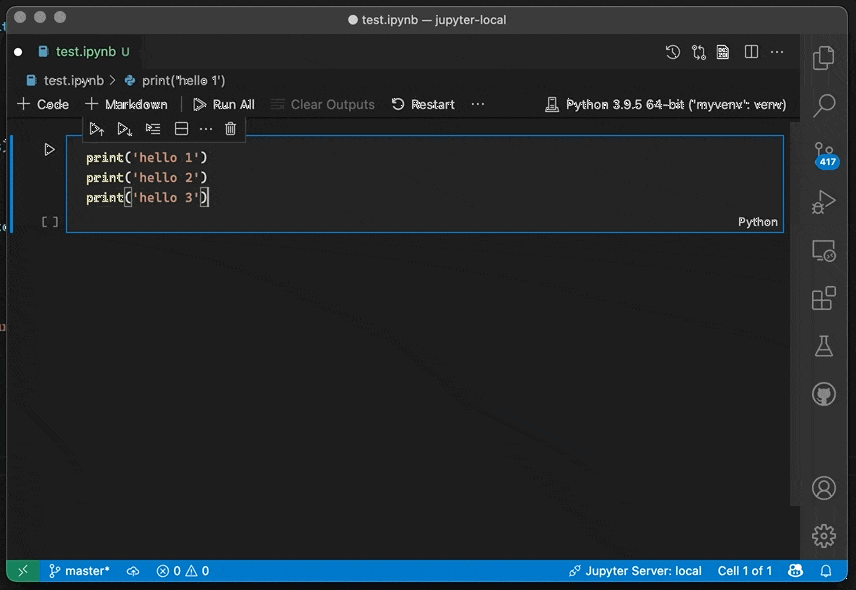 test.ipynb — jupyter-local
test.ipynb U
test.ipynb > print('hello 1')
+ Code + Markdown Run All Clear Outputs Restart ··· Python 3.9.5 64-bit ('myvenv': venv)
print('hello 1')
print('hello 2')
print('hello 3')
[ ]
Python
417
master* 0 0 Jupyter Server: local Cell 1 of 1